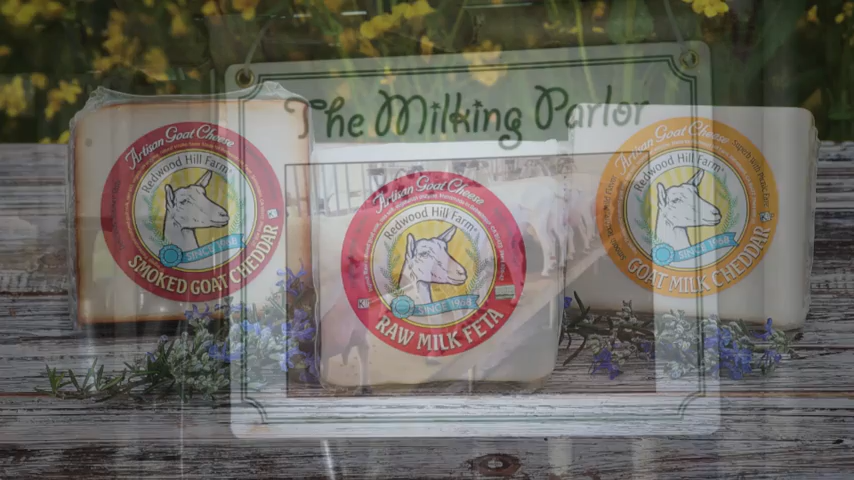 The Milking Parlor
Artisan Goat Cheese
Redwood Hill Farm®
SINCE 1968
SMOKED GOAT CHEDDAR
Artisan Goat Cheese
Redwood Hill Farm®
SINCE 1968
RAW MILK FETA
Artisan Goat Cheese
Redwood Hill Farm®
SINCE 1968
GOAT MILK CHEDDAR